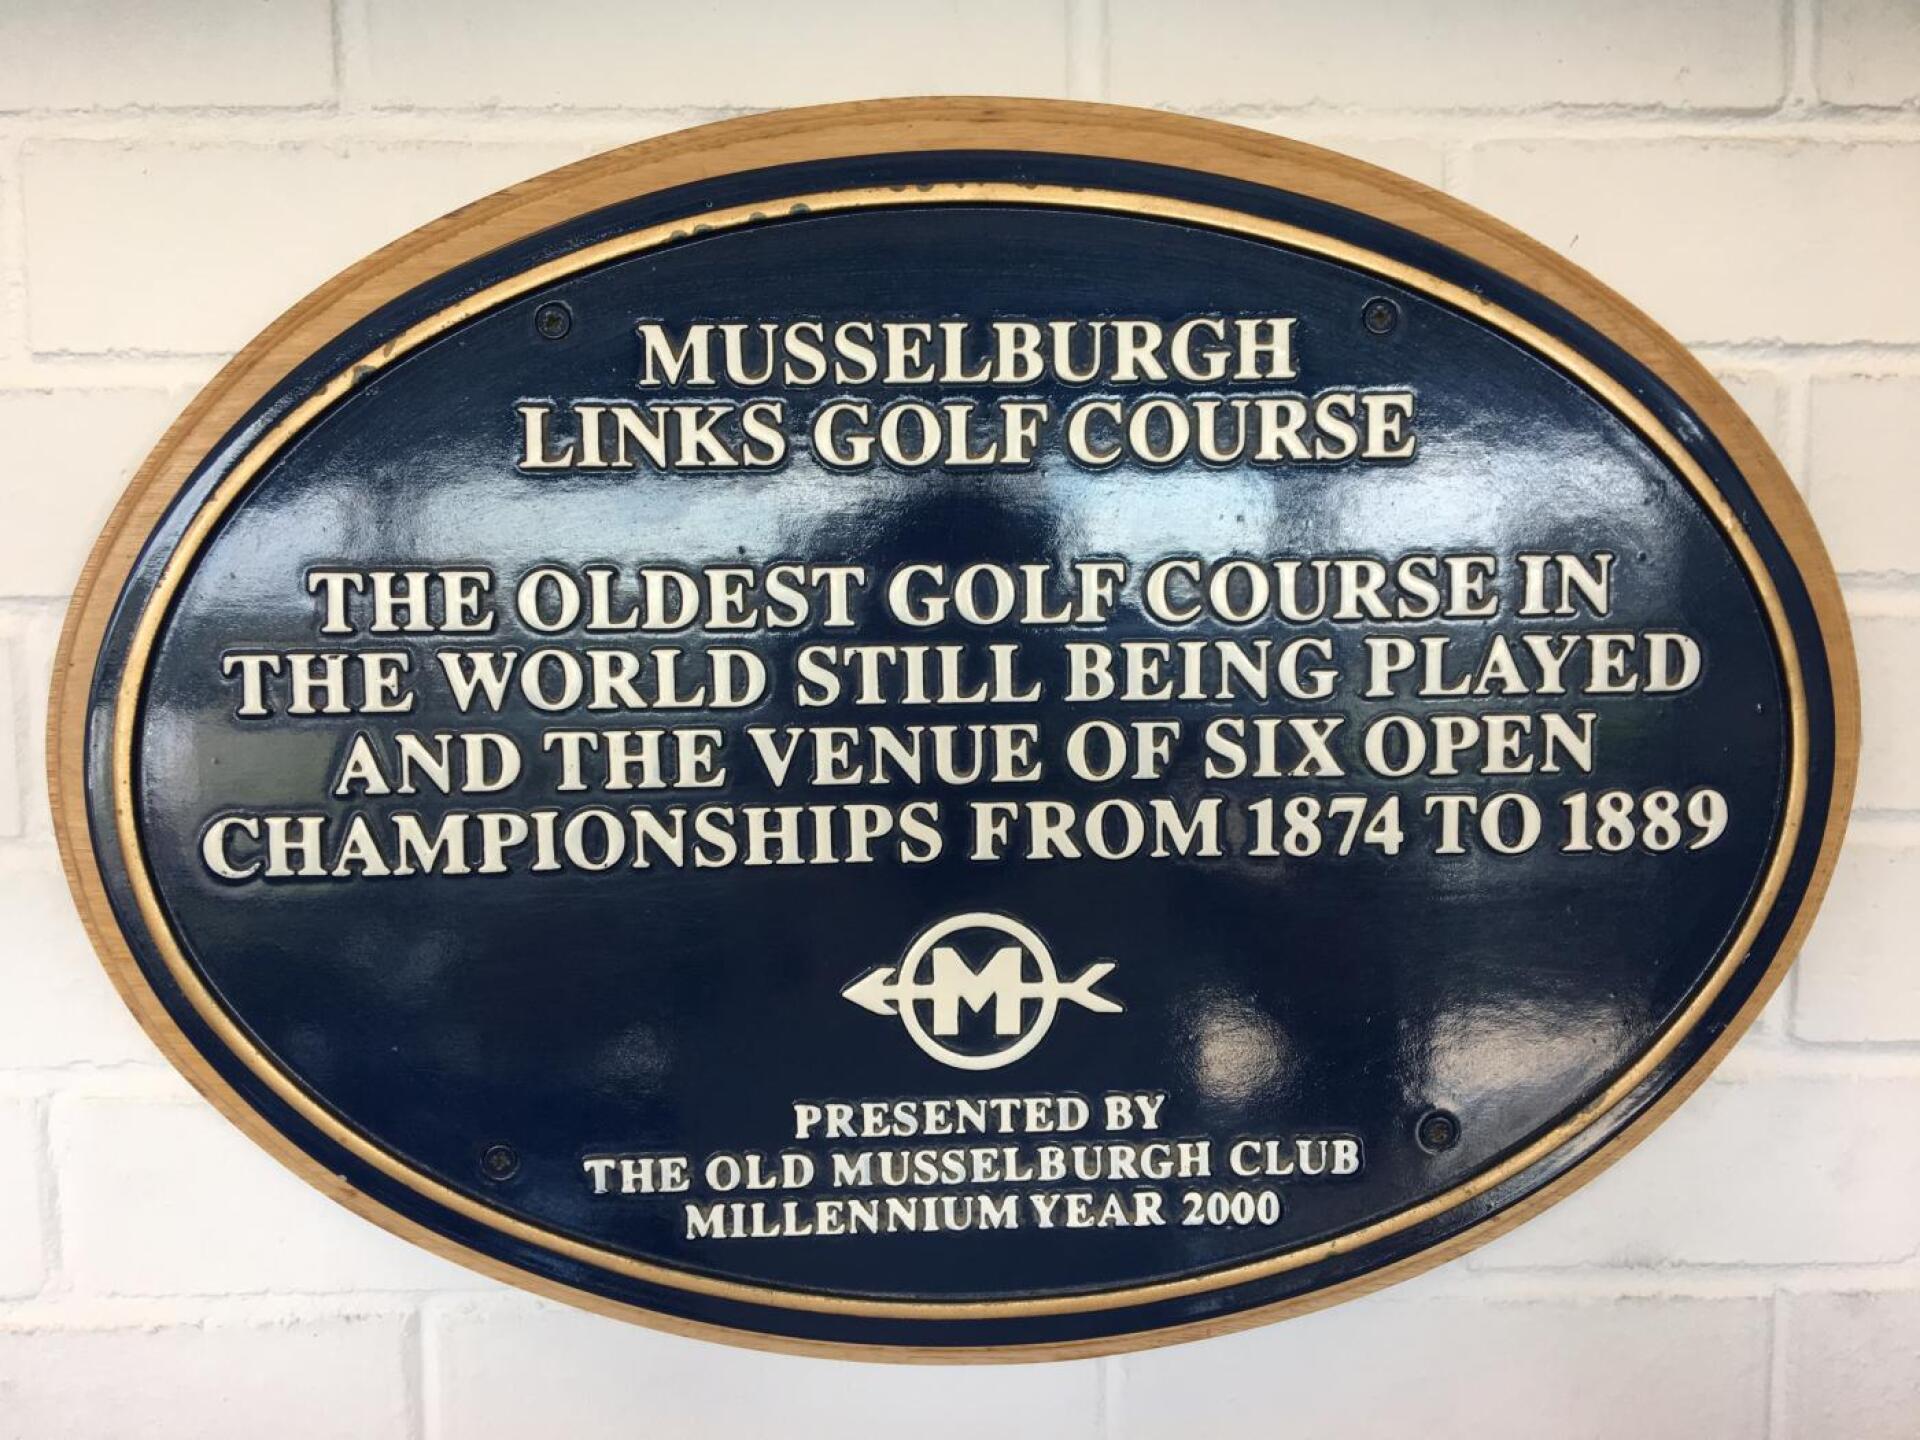 MUSSELBURGH
LINKS GOLF COURSE
THE OLDEST GOLF COURSE IN
THE WORLD STILL BEING PLAYED
AND THE VENUE OF SIX OPEN
CHAMPIONSHIPS FROM 1874 TO 1889
M
PRESENTED BY
THE OLD MUSSELBURGH CLUB
MILLENNIUM YEAR 2000